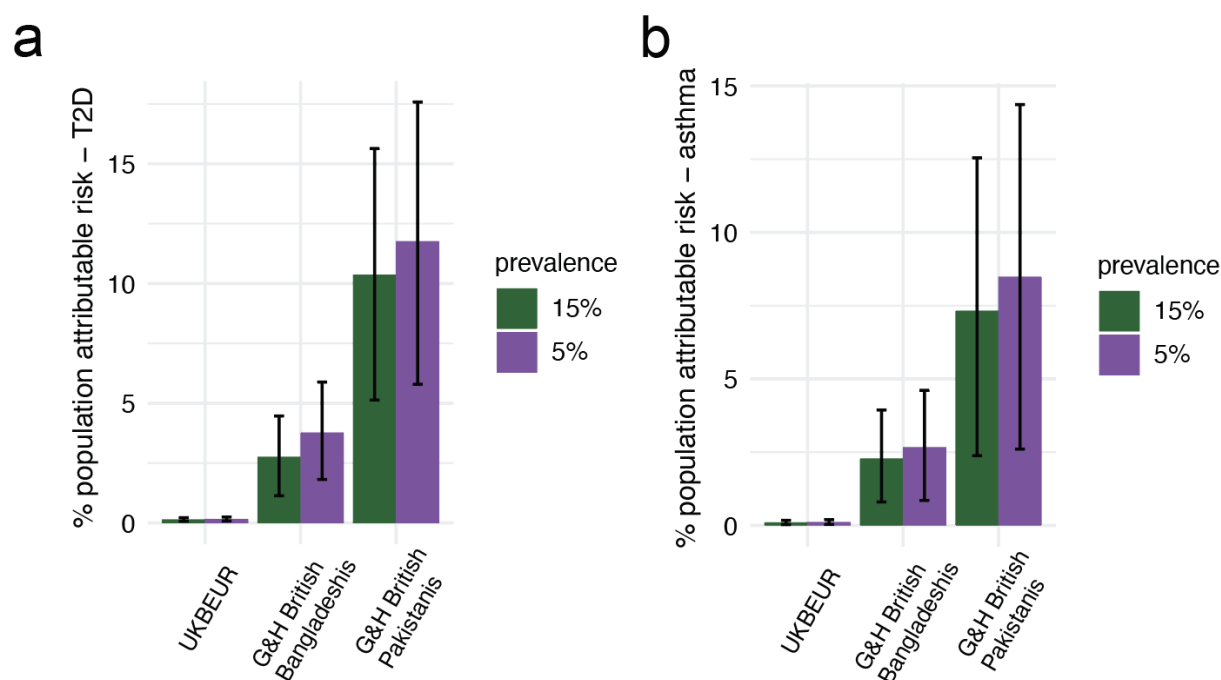 a
% population attributable risk – T2D
15
10
5
0
UKBEUR
G&H British
Bangladeshis
G&H British
Pakistanis
prevalence
15%
5%
b
% population attributable risk – asthma
15
10
5
0
UKBEUR
G&H British
Bangladeshis
G&H British
Pakistanis
prevalence
15%
5%